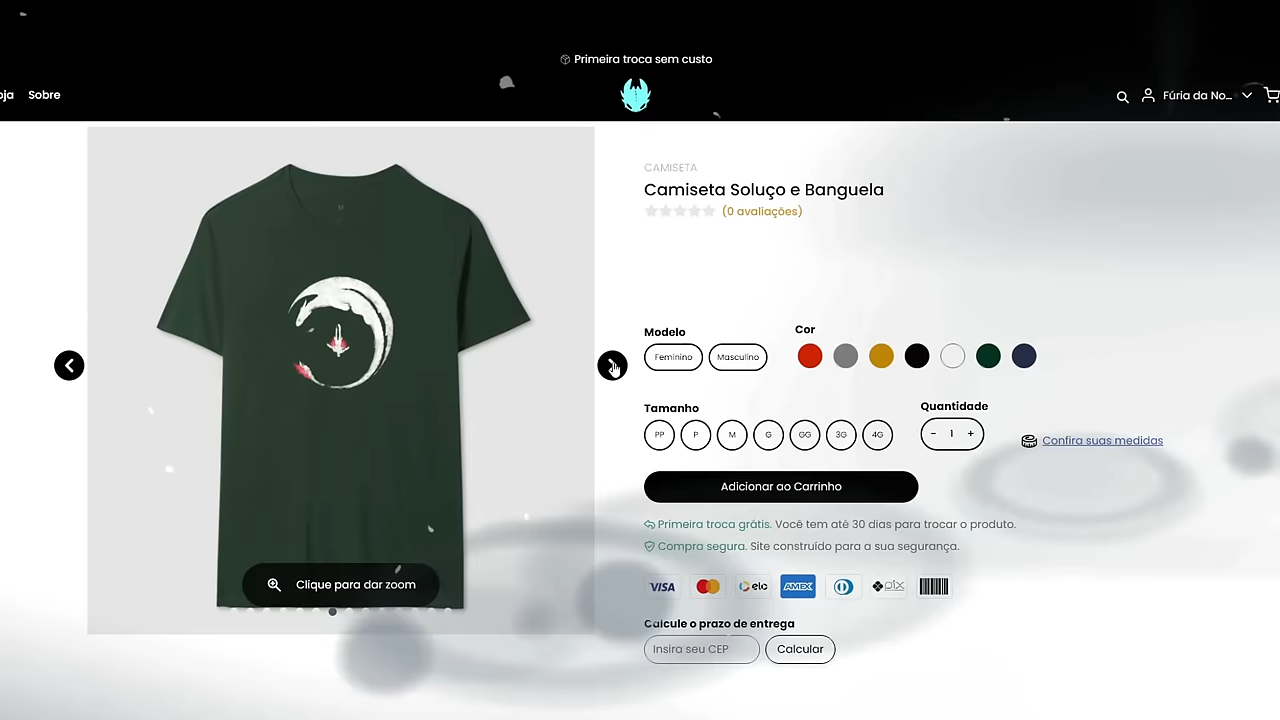 Primeira troca sem custo
oja Sobre
Fúria da No...
CAMISETA
Camiseta Soluço e Banguela
(0 avaliações)
Modelo
Cor
Feminino Masculino
Tamanho
Quantidade
PP P M G GG 3G 4G
- 1 +
Confira suas medidas
Adicionar ao Carrinho
Primeira troca grátis. Você tem até 30 dias para trocar o produto.
Compra segura. Site construído para a sua segurança.
VISA elo AMEX pix
Calcule o prazo de entrega
Insira seu CEP Calcular
Clique para dar zoom